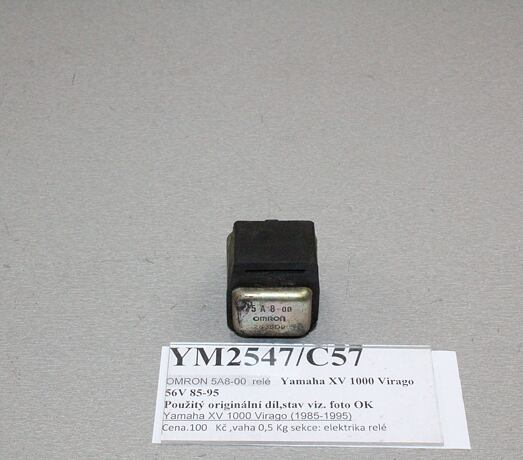 5A8-00
OMRON
YM2547/C57
OMRON 5A8-00 relé Yamaha XV 1000 Virago
56V 85-95
Použitý originální díl,stav viz. foto OK
Yamaha XV 1000 Virago (1985-1995)
Cena.100 Kč ,vaha 0,5 Kg sekce: elektrika relé